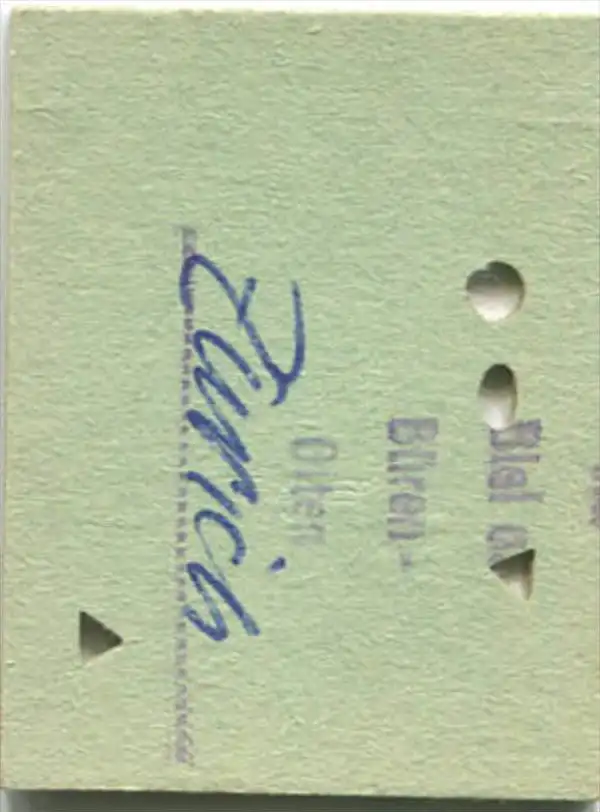 Biel a.
Büren-
Olten
Zürich